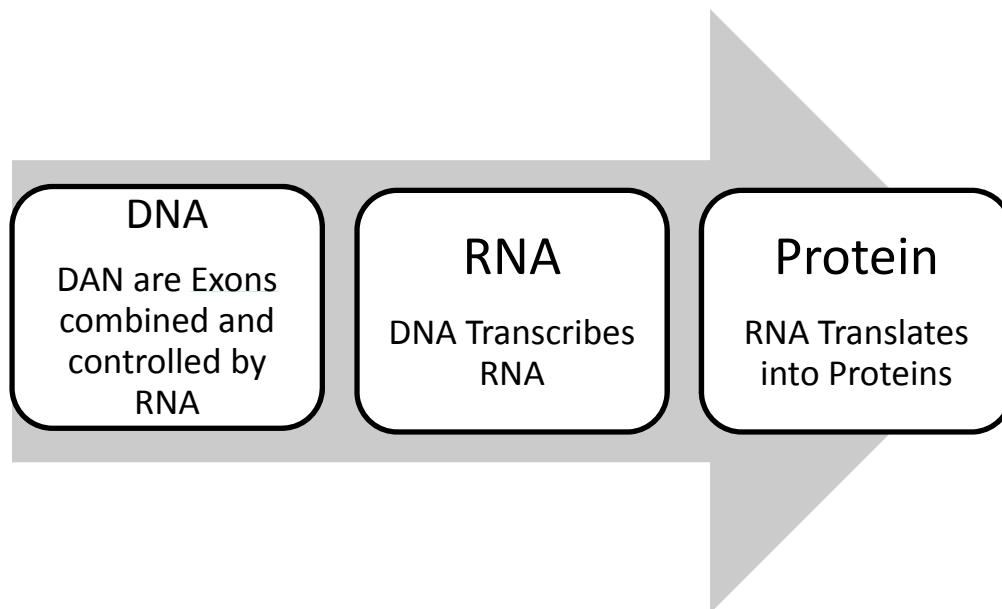 DNA
DAN are Exons
combined and
controlled by
RNA
RNA
DNA Transcribes
RNA
Protein
RNA Translates
into Proteins